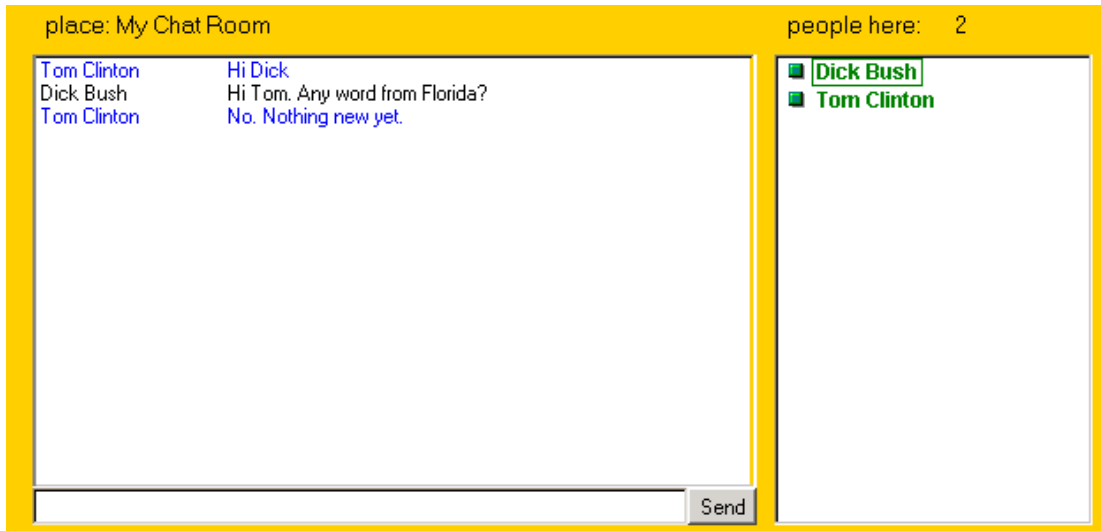 place: My Chat Room
people here: 2
Tom Clinton Hi Dick
Dick Bush Hi Tom. Any word from Florida?
Tom Clinton No. Nothing new yet.
Dick Bush
Tom Clinton
Send